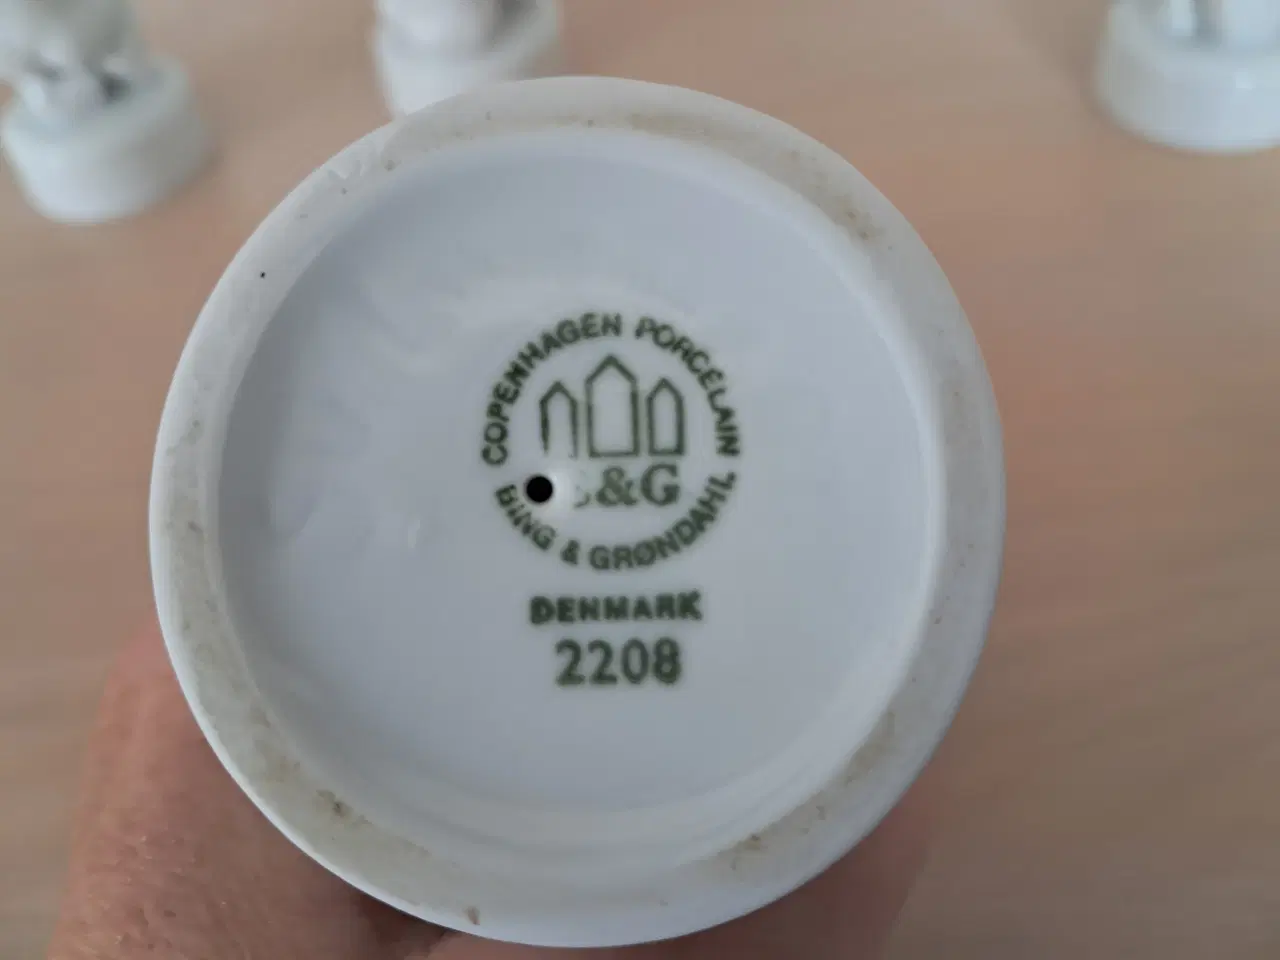 COPENHAGEN PORCELAIN
&G
BING & GRØNDAHL
DENMARK
2208